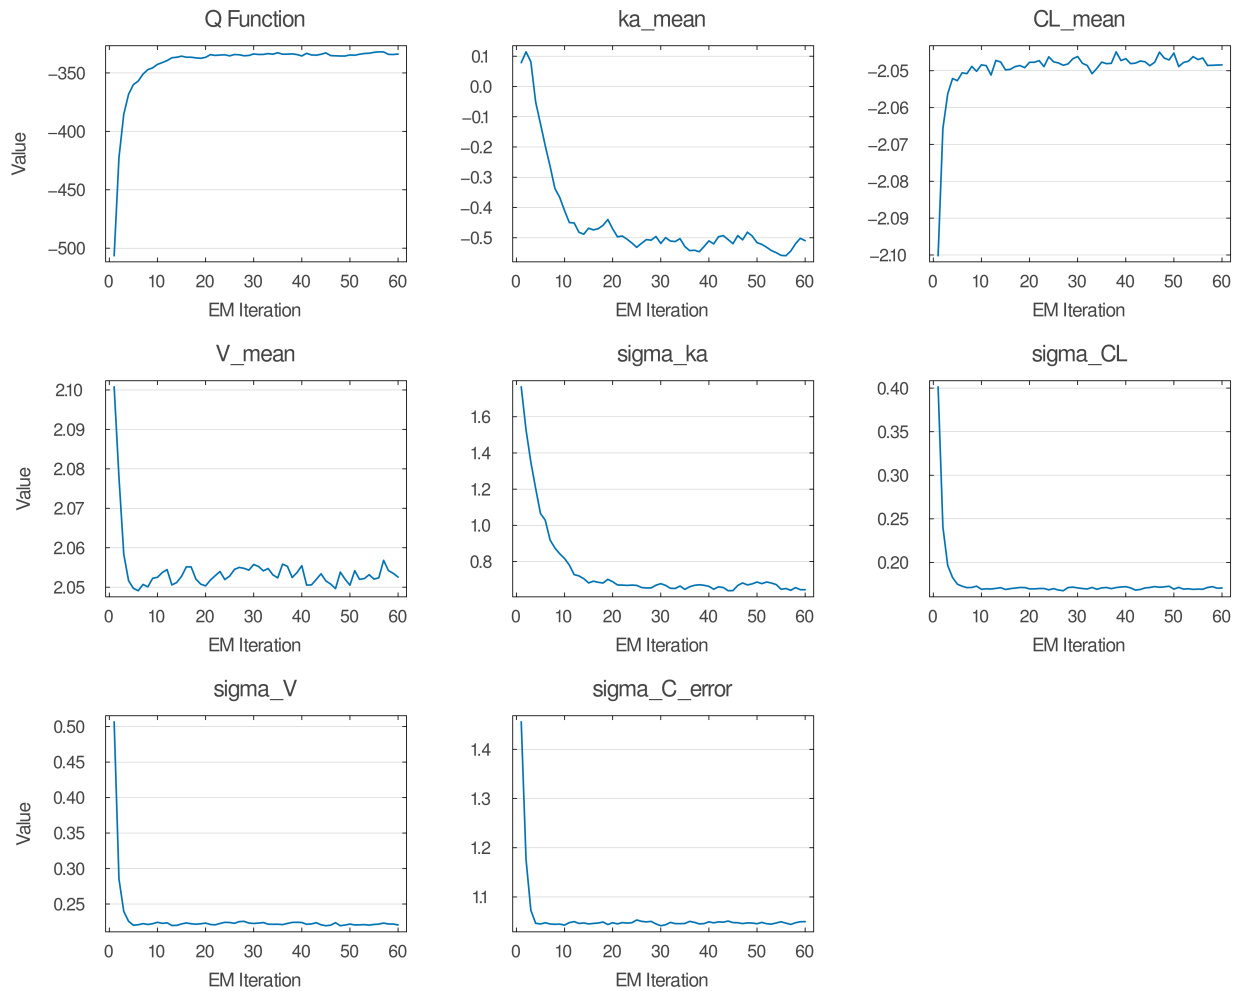 Q Function
ka_mean
CL_mean
−350
−400
−450
−500
Value
0 10 20 30 40 50 60
EM Iteration
0.1
0.0
−0.1
−0.2
−0.3
−0.4
−0.5
0 10 20 30 40 50 60
EM Iteration
−2.05
−2.06
−2.07
−2.08
−2.09
−2.10
0 10 20 30 40 50 60
EM Iteration
V_mean
sigma_ka
sigma_CL
2.10
2.09
2.08
2.07
2.06
2.05
Value
0 10 20 30 40 50 60
EM Iteration
1.6
1.4
1.2
1.0
0.8
0 10 20 30 40 50 60
EM Iteration
0.40
0.35
0.30
0.25
0.20
0 10 20 30 40 50 60
EM Iteration
sigma_V
sigma_C_error
0.50
0.45
0.40
0.35
0.30
0.25
Value
0 10 20 30 40 50 60
EM Iteration
1.4
1.3
1.2
1.1
0 10 20 30 40 50 60
EM Iteration